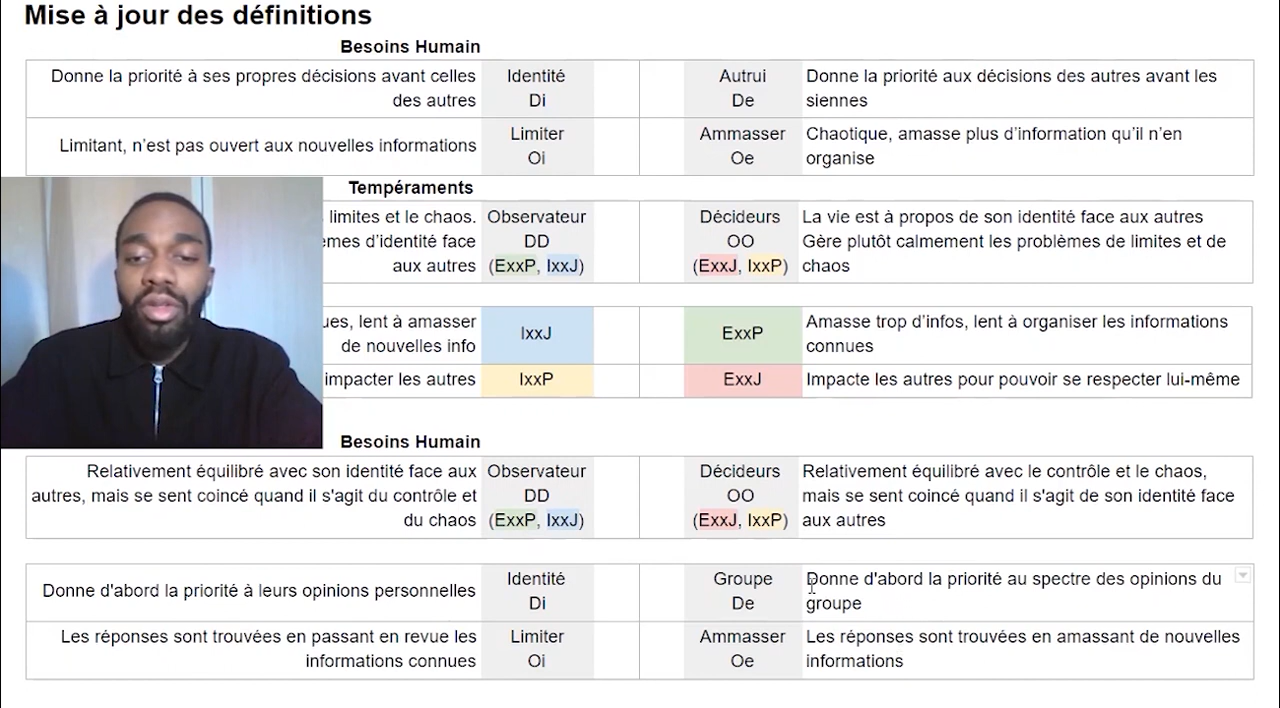 Mise à jour des définitions
Besoins Humain
Donne la priorité à ses propres décisions avant celles
des autres
Identité
Di
Autrui
De
Donne la priorité aux décisions des autres avant les
siennes
Limitant, n'est pas ouvert aux nouvelles informations
Limiter
Oi
Ammasser
Oe
Chaotique, amasse plus d'information qu'il n'en
organise
Tempéraments
limites et le chaos.
d'identité face
aux autres
Observateur
DD
(ExxP, IxxJ)
Décideurs
OO
(ExxJ, IxxP)
La vie est à propos de son identité face aux autres
Gère plutôt calmement les problèmes de limites et de
chaos
lent à amasser
de nouvelles info
IxxJ
ExxP
Amasse trop d'infos, lent à organiser les informations
connues
impacter les autres
IxxP
ExxJ
Impacte les autres pour pouvoir se respecter lui-même
Besoins Humain
Relativement équilibré avec son identité face aux
autres, mais se sent coincé quand il s'agit du contrôle et
du chaos
Observateur
DD
(ExxP, IxxJ)
Décideurs
OO
(ExxJ, IxxP)
Relativement équilibré avec le contrôle et le chaos,
mais se sent coincé quand il s'agit de son identité face
aux autres
Donne d'abord la priorité à leurs opinions personnelles
Identité
Di
Groupe
De
Donne d'abord la priorité au spectre des opinions du
groupe
Les réponses sont trouvées en passant en revue les
informations connues
Limiter
Oi
Ammasser
Oe
Les réponses sont trouvées en amassant de nouvelles
informations